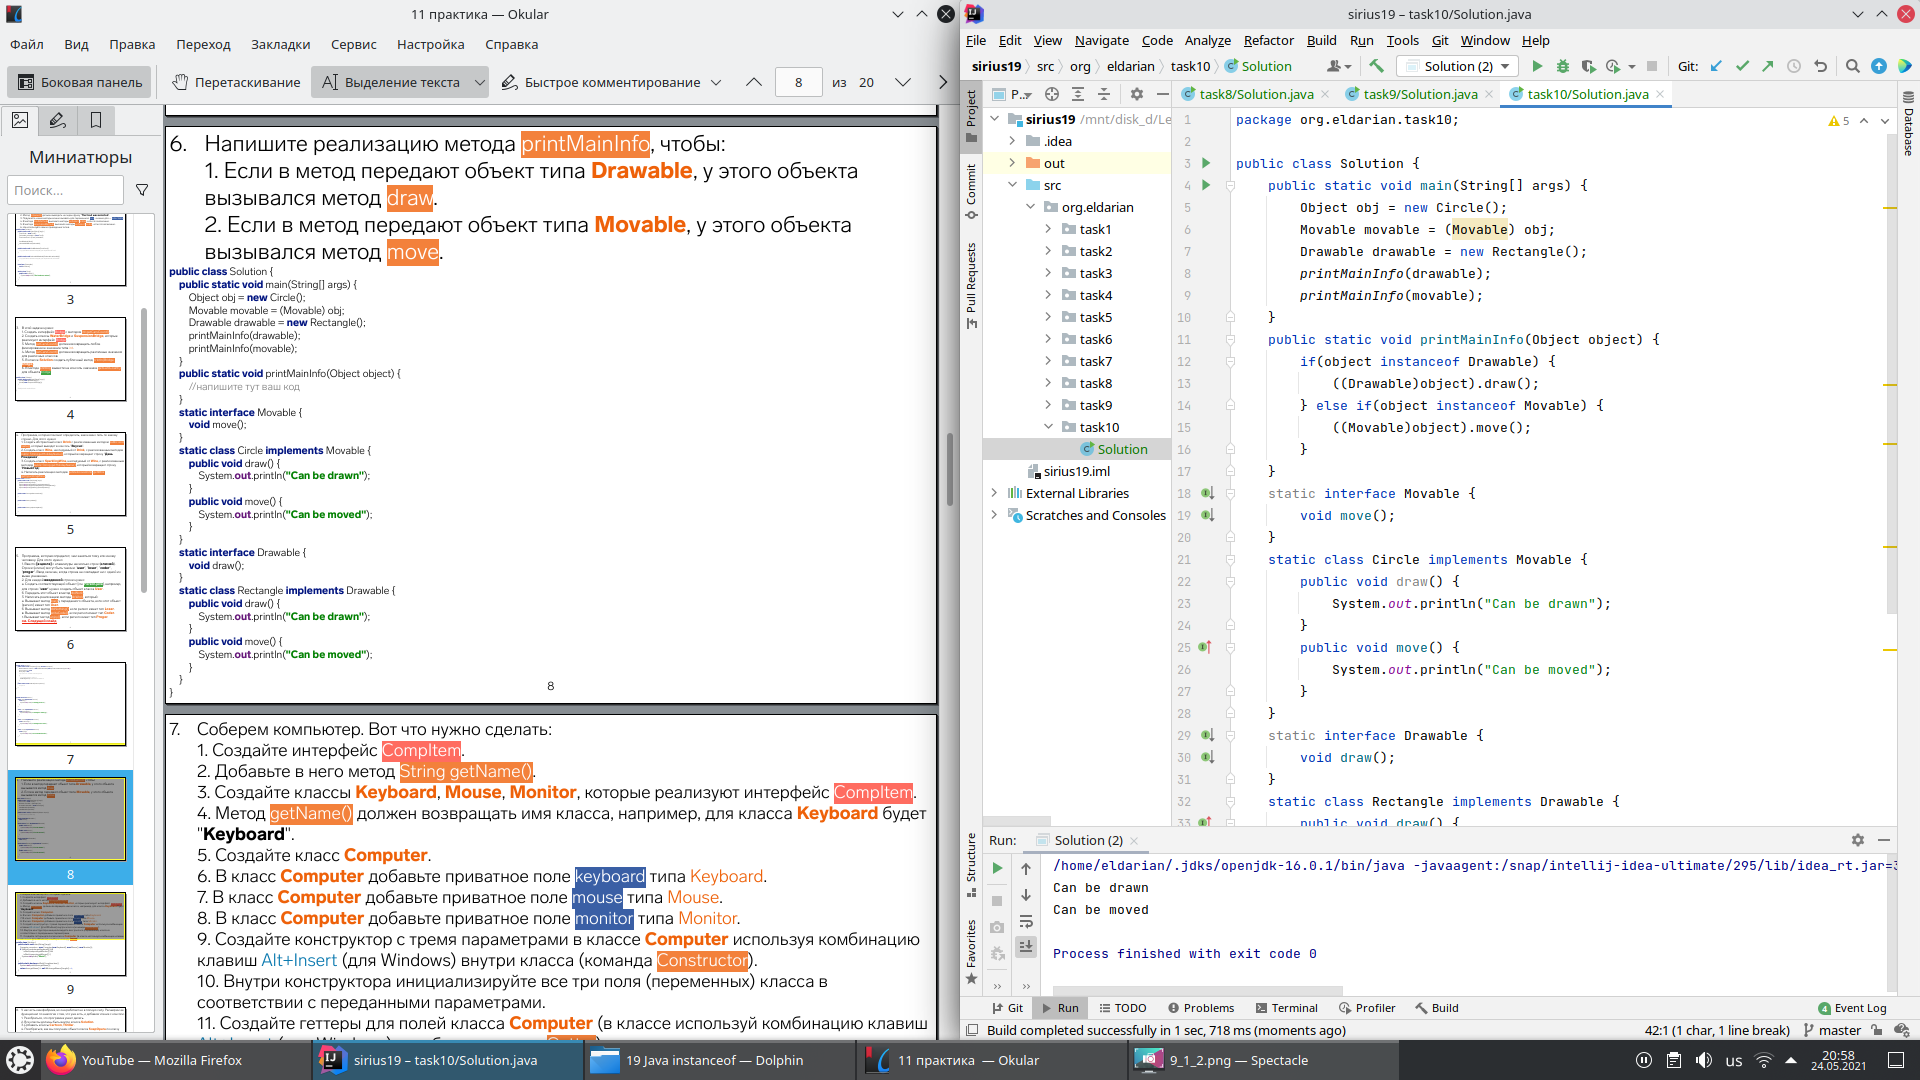 11 практика — Okular
Файл Вид Правка Переход Закладки Сервис Настройка Справка
Боковая панель Перетаскивание Выделение текста Быстрое комментирование 8 из 20
Миниатюры
Поиск...
3
4
5
6
7
8
9
6. Напишите реализацию метода printMainInfo, чтобы:
1. Если в метод передают объект типа Drawable, у этого объекта
вызывался метод draw.
2. Если в метод передают объект типа Movable, у этого объекта
вызывался метод move.
public class Solution {
public static void main(String[] args) {
Object obj = new Circle();
Movable movable = (Movable) obj;
Drawable drawable = new Rectangle();
printMainInfo(drawable);
printMainInfo(movable);
}
public static void printMainInfo(Object object) {
//напишите тут ваш код
}
static interface Movable {
void move();
}
static class Circle implements Movable {
public void draw() {
System.out.println("Can be drawn");
}
public void move() {
System.out.println("Can be moved");
}
}
static interface Drawable {
void draw();
}
static class Rectangle implements Drawable {
public void draw() {
System.out.println("Can be drawn");
}
public void move() {
System.out.println("Can be moved");
}
}
}
8
7. Соберем компьютер. Вот что нужно сделать:
1. Создайте интерфейс CompItem.
2. Добавьте в него метод String getName().
3. Создайте классы Keyboard, Mouse, Monitor, которые реализуют интерфейс CompItem.
4. Метод getName() должен возвращать имя класса, например, для класса Keyboard будет
"Keyboard".
5. Создайте класс Computer.
6. В класс Computer добавьте приватное поле keyboard типа Keyboard.
7. В класс Computer добавьте приватное поле mouse типа Mouse.
8. В класс Computer добавьте приватное поле monitor типа Monitor.
9. Создайте конструктор с тремя параметрами в классе Computer используя комбинацию
клавиш Alt+Insert (для Windows) внутри класса (команда Constructor).
10. Внутри конструктора инициализируйте все три поля (переменных) класса в
соответствии с переданными параметрами.
11. Создайте геттеры для полей класса Computer (в классе используй комбинацию клавиш
sirius19 – task10/Solution.java
File Edit View Navigate Code Analyze Refactor Build Run Tools Git Window Help
sirius19 src org eldarian task10 Solution Solution (2) Git:
Project
Commit
Pull Requests
Structure
Favorites
Database
P..
sirius19 /mnt/disk_d/Le
.idea
out
src
org.eldarian
task1
task2
task3
task4
task5
task6
task7
task8
task9
task10
Solution
sirius19.iml
External Libraries
Scratches and Consoles
task8/Solution.java task9/Solution.java task10/Solution.java
5
1 package org.eldarian.task10;
2
3 public class Solution {
4 public static void main(String[] args) {
5 Object obj = new Circle();
6 Movable movable = (Movable) obj;
7 Drawable drawable = new Rectangle();
8 printMainInfo(drawable);
9 printMainInfo(movable);
10 }
11 public static void printMainInfo(Object object) {
12 if(object instanceof Drawable) {
13 ((Drawable)object).draw();
14 } else if(object instanceof Movable) {
15 ((Movable)object).move();
16 }
17 }
18 static interface Movable {
19 void move();
20 }
21 static class Circle implements Movable {
22 public void draw() {
23 System.out.println("Can be drawn");
24 }
25 public void move() {
26 System.out.println("Can be moved");
27 }
28 }
29 static interface Drawable {
30 void draw();
31 }
32 static class Rectangle implements Drawable {
33 public void draw() {
Run: Solution (2)
/home/eldarian/.jdks/openjdk-16.0.1/bin/java -javaagent:/snap/intellij-idea-ultimate/295/lib/idea_rt.jar=3
Can be drawn
Can be moved
Process finished with exit code 0
Git Run TODO Problems Terminal Profiler Build 4 Event Log
Build completed successfully in 1 sec, 718 ms (moments ago) 42:1 (1 char, 1 line break) master
YouTube — Mozilla Firefox sirius19 – task10/Solution.java 19 Java instanceof — Dolphin 11 практика — Okular 9_1_2.png — Spectacle us 20:58
24.05.2021